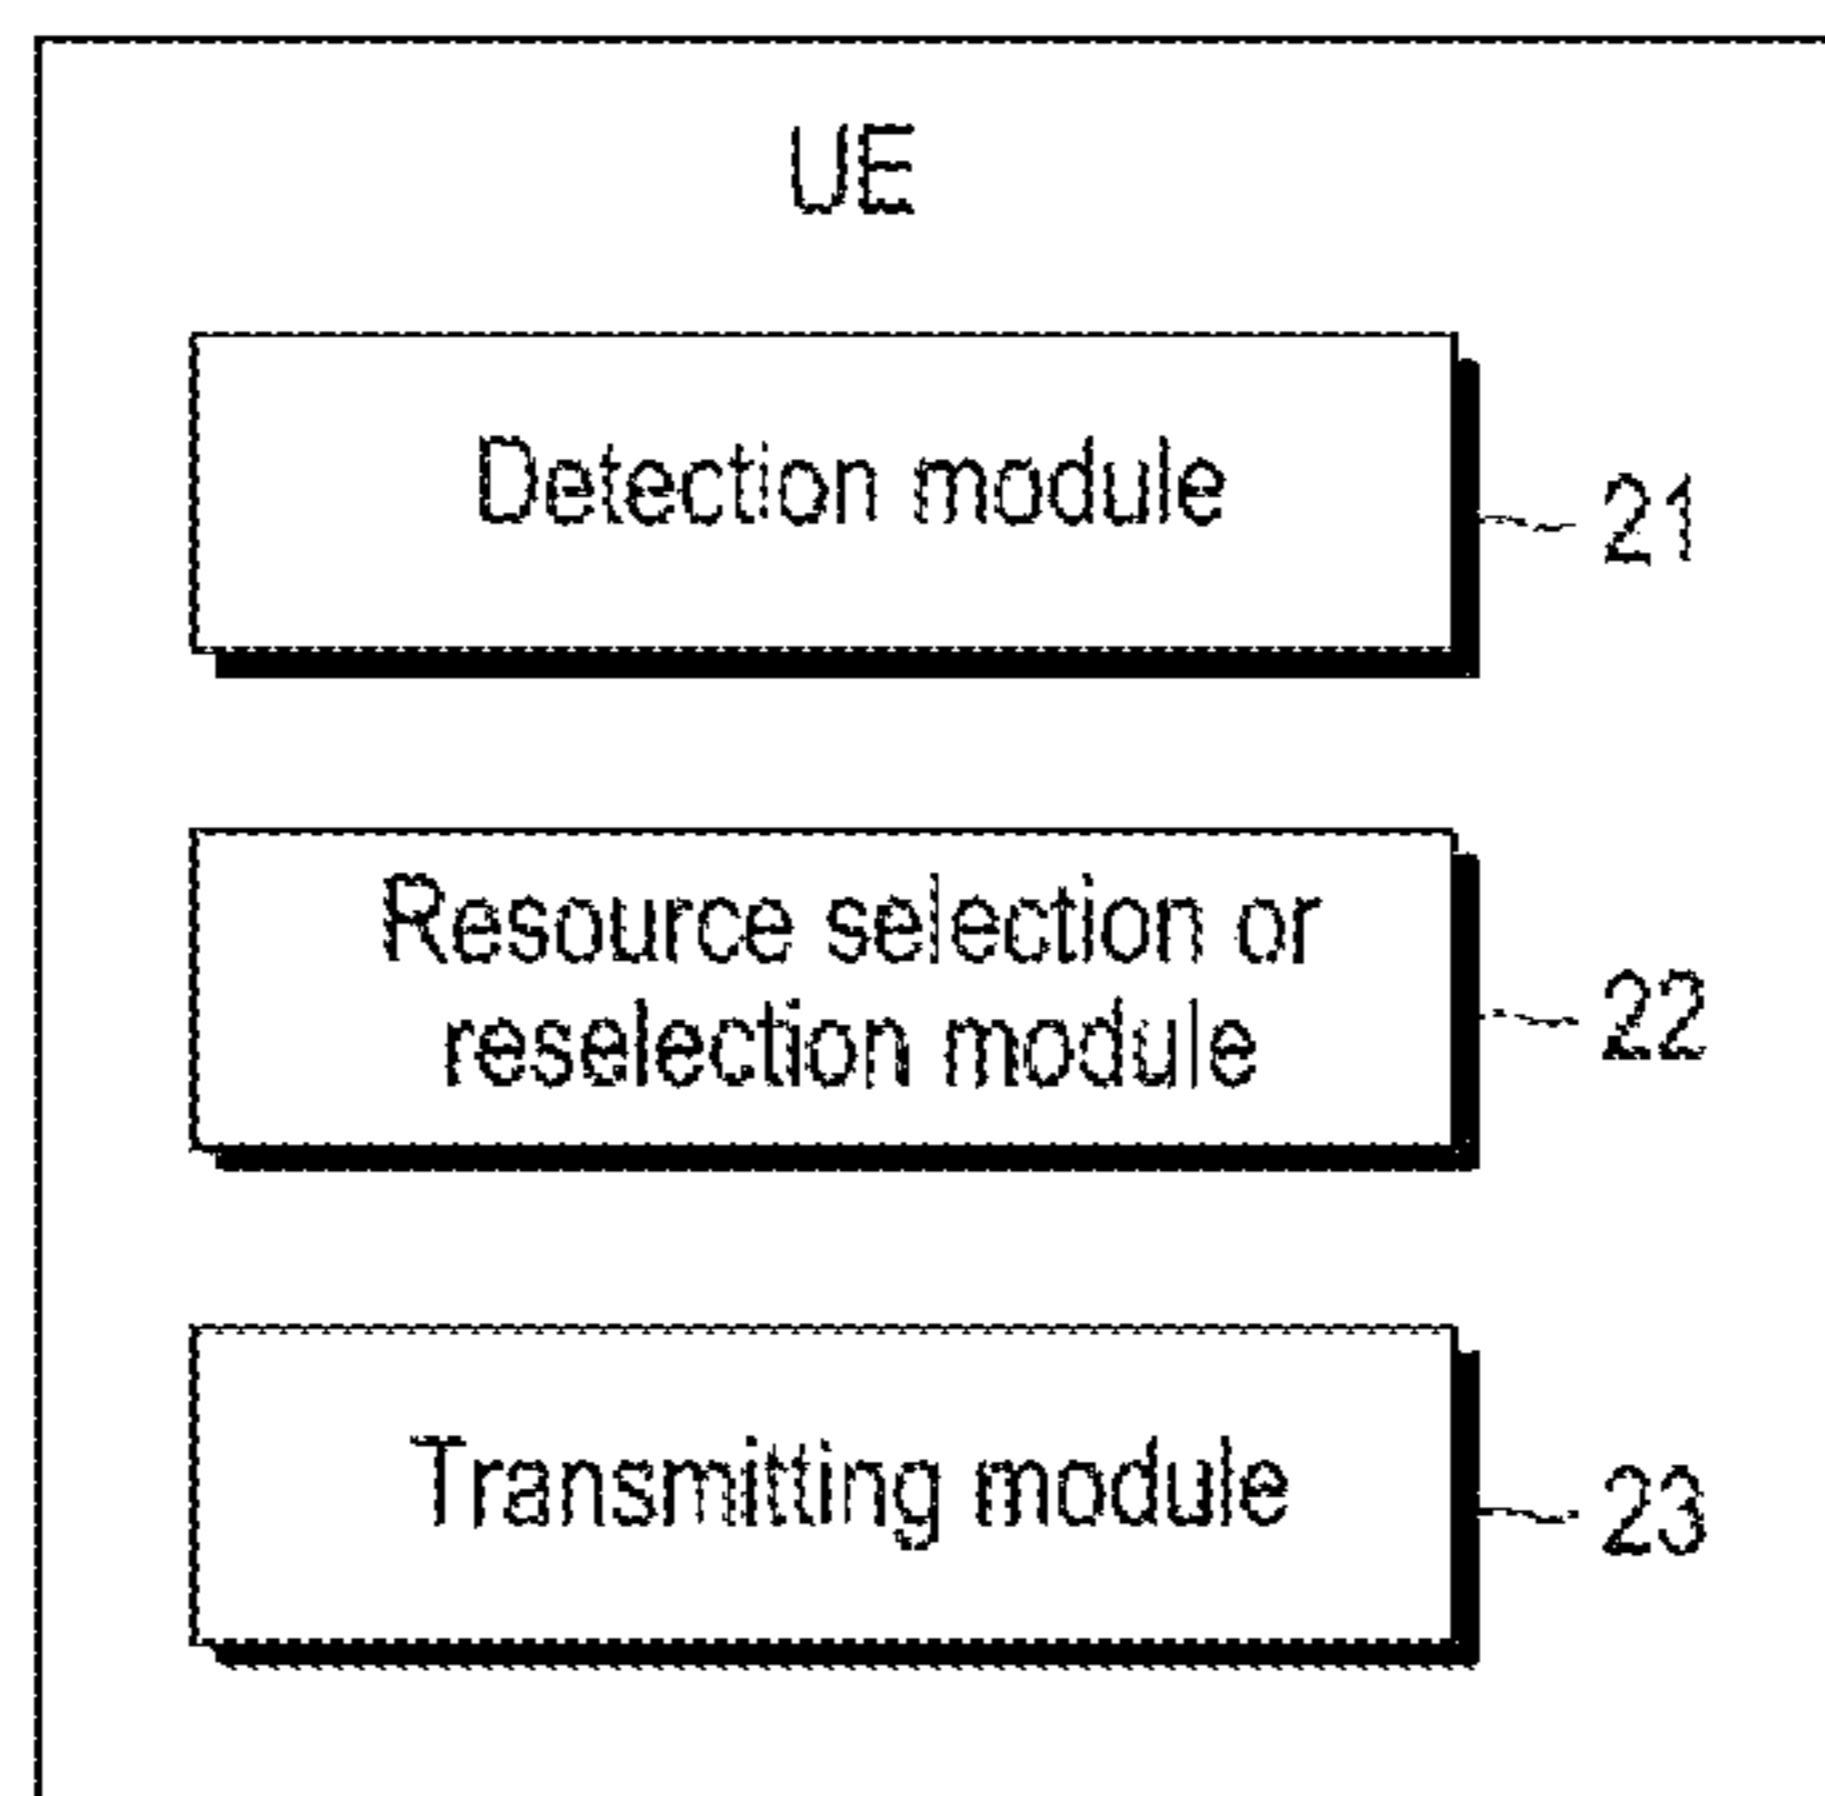 UE
Detection module
21
Resource selection or
reselection module
22
Transmitting module
23